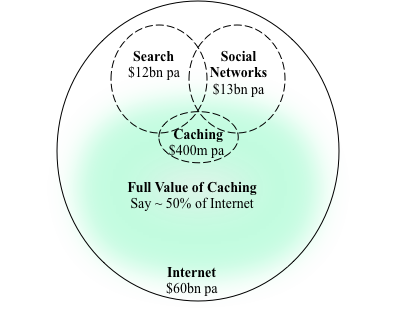 Search
$12bn pa
Social
Networks
$13bn pa
Caching
$400m pa
Full Value of Caching
Say ~ 50% of Internet
Internet
$60bn pa